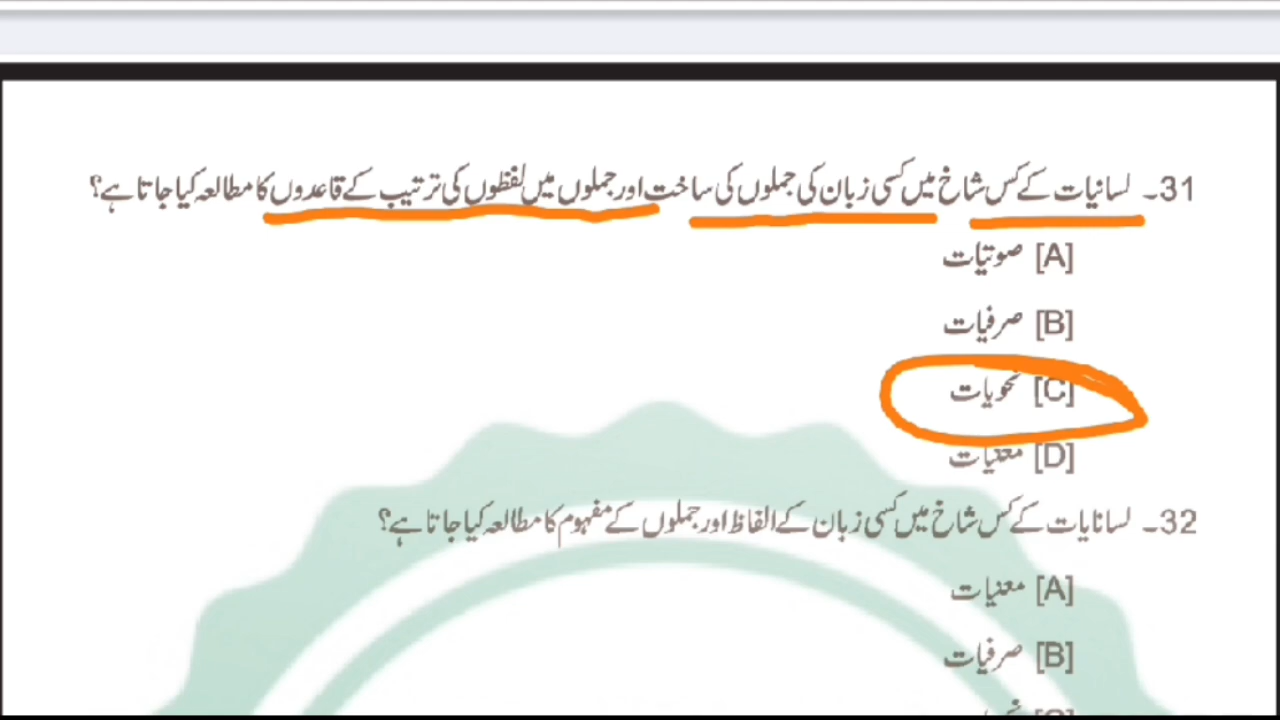 31۔ لسانیات کے کس شاخ میں کسی زبان کی جملوں کی ساخت اور جملوں میں لفظوں کی ترتیب کے قاعدوں کا مطالعہ کیا جاتا ہے؟
[A] صوتیات
[B] صرفیات
[C] نحویات
[D] معنیات
32۔ لسانایات کے کس شاخ میں کسی زبان کے الفاظ اور جملوں کے مفہوم کا مطالعہ کیا جاتا ہے؟
[A] معنیات
[B] صرفیات